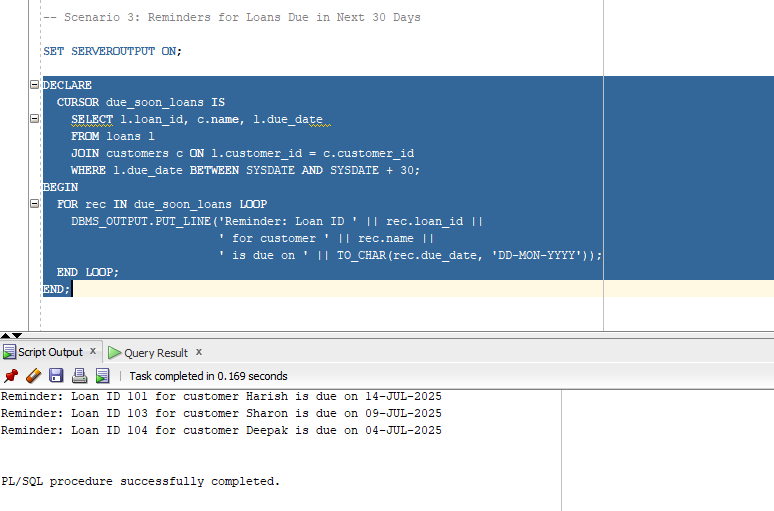 -- Scenario 3: Reminders for Loans Due in Next 30 Days
SET SERVEROUTPUT ON;
DECLARE
CURSOR due_soon_loans IS
SELECT l.loan_id, c.name, l.due_date
FROM loans l
JOIN customers c ON l.customer_id = c.customer_id
WHERE l.due_date BETWEEN SYSDATE AND SYSDATE + 30;
BEGIN
FOR rec IN due_soon_loans LOOP
DBMS_OUTPUT.PUT_LINE('Reminder: Loan ID ' || rec.loan_id ||
' for customer ' || rec.name ||
' is due on ' || TO_CHAR(rec.due_date, 'DD-MON-YYYY'));
END LOOP;
END;
Script Output x Query Result x
Task completed in 0.169 seconds
Reminder: Loan ID 101 for customer Harish is due on 14-JUL-2025
Reminder: Loan ID 103 for customer Sharon is due on 09-JUL-2025
Reminder: Loan ID 104 for customer Deepak is due on 04-JUL-2025
PL/SQL procedure successfully completed.